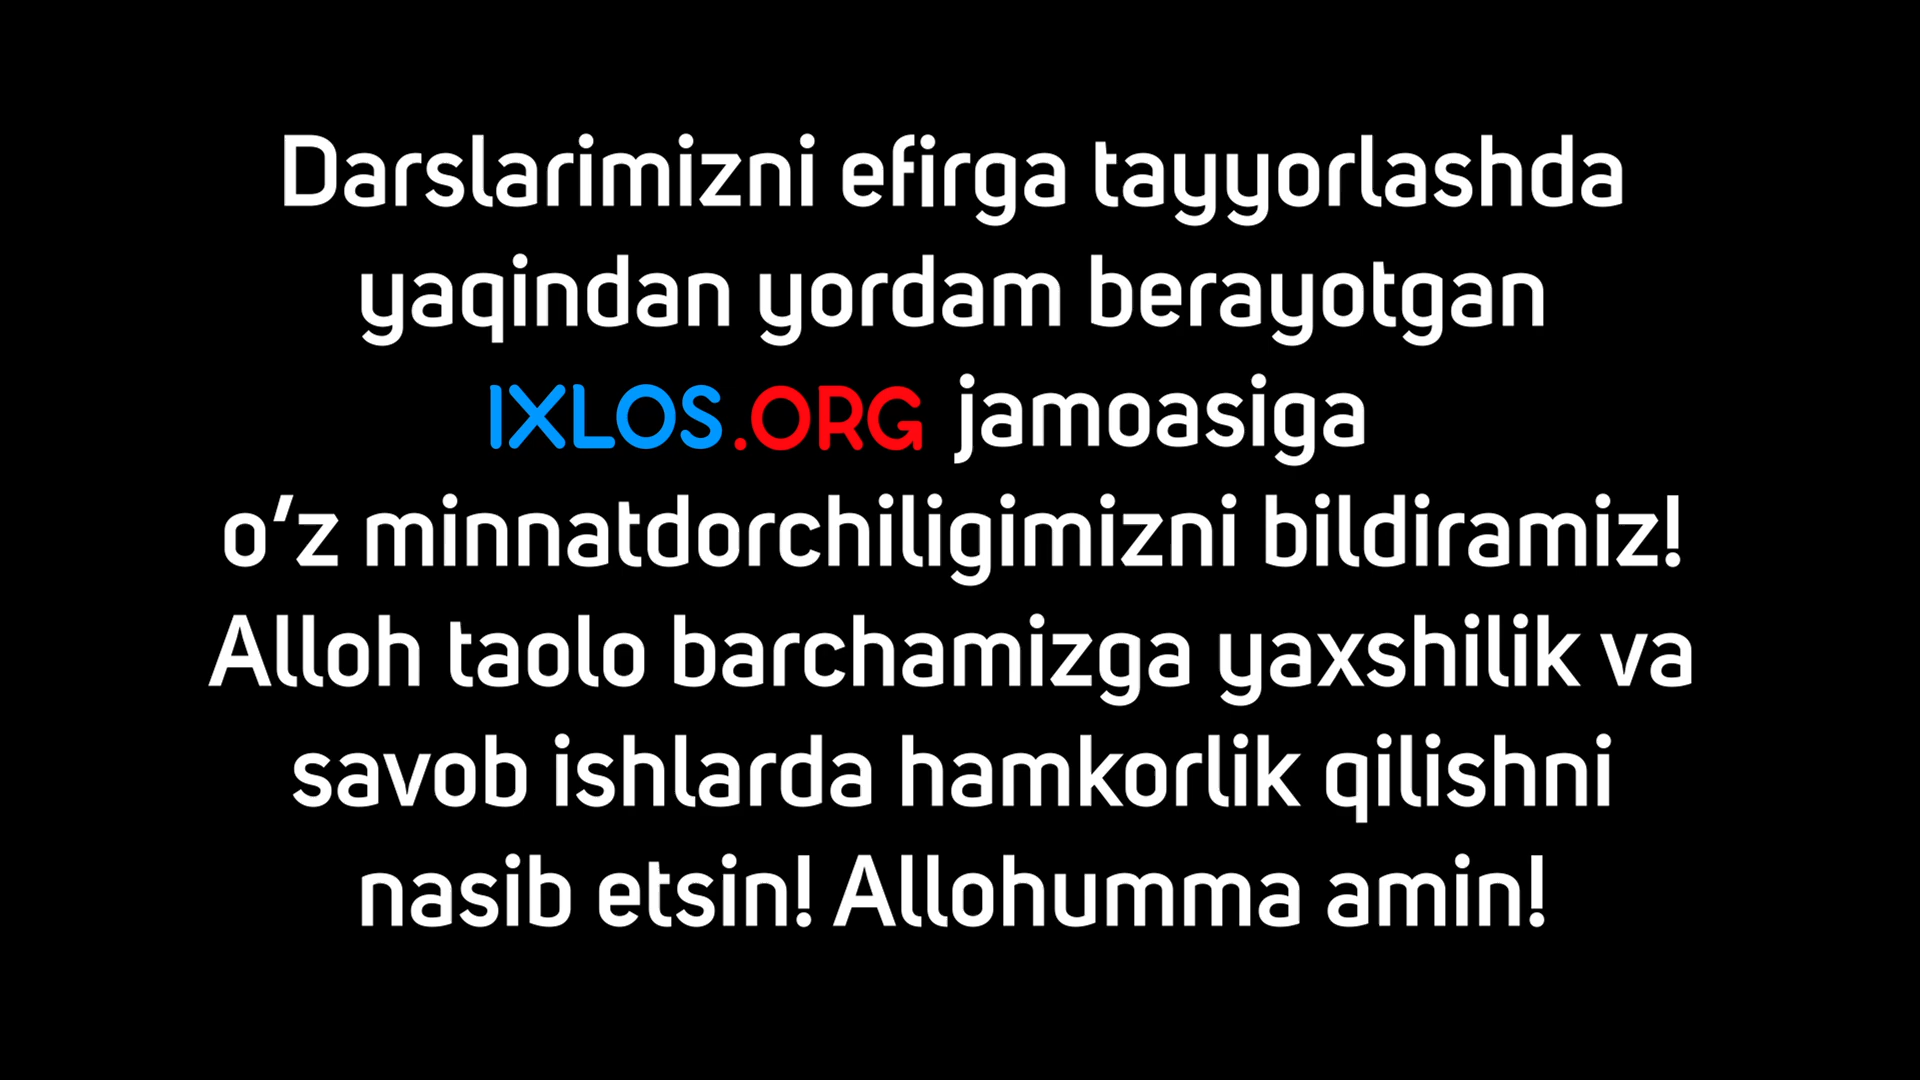 Darslarimizni efirga tayyorlashda
yaqindan yordam berayotgan
IXLOS.ORG jamoasiga
o‘z minnatdorchiligimizni bildiramiz!
Alloh taolo barchamizga yaxshilik va
savob ishlarda hamkorlik qilishni
nasib etsin! Allohumma amin!